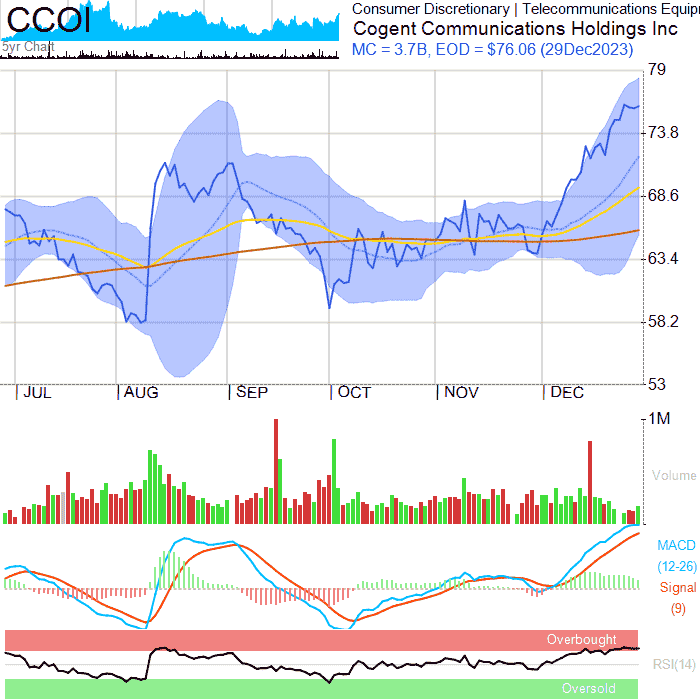 CCOI
5yr Chart
Consumer Discretionary | Telecommunications Equip
Cogent Communications Holdings Inc
MC = 3.7B, EOD = $76.06 (29Dec2023)
79
73.8
68.6
63.4
58.2
53
JUL AUG SEP OCT NOV DEC
1M
Volume
MACD
(12-26)
Signal
(9)
Overbought
RSI(14)
Oversold